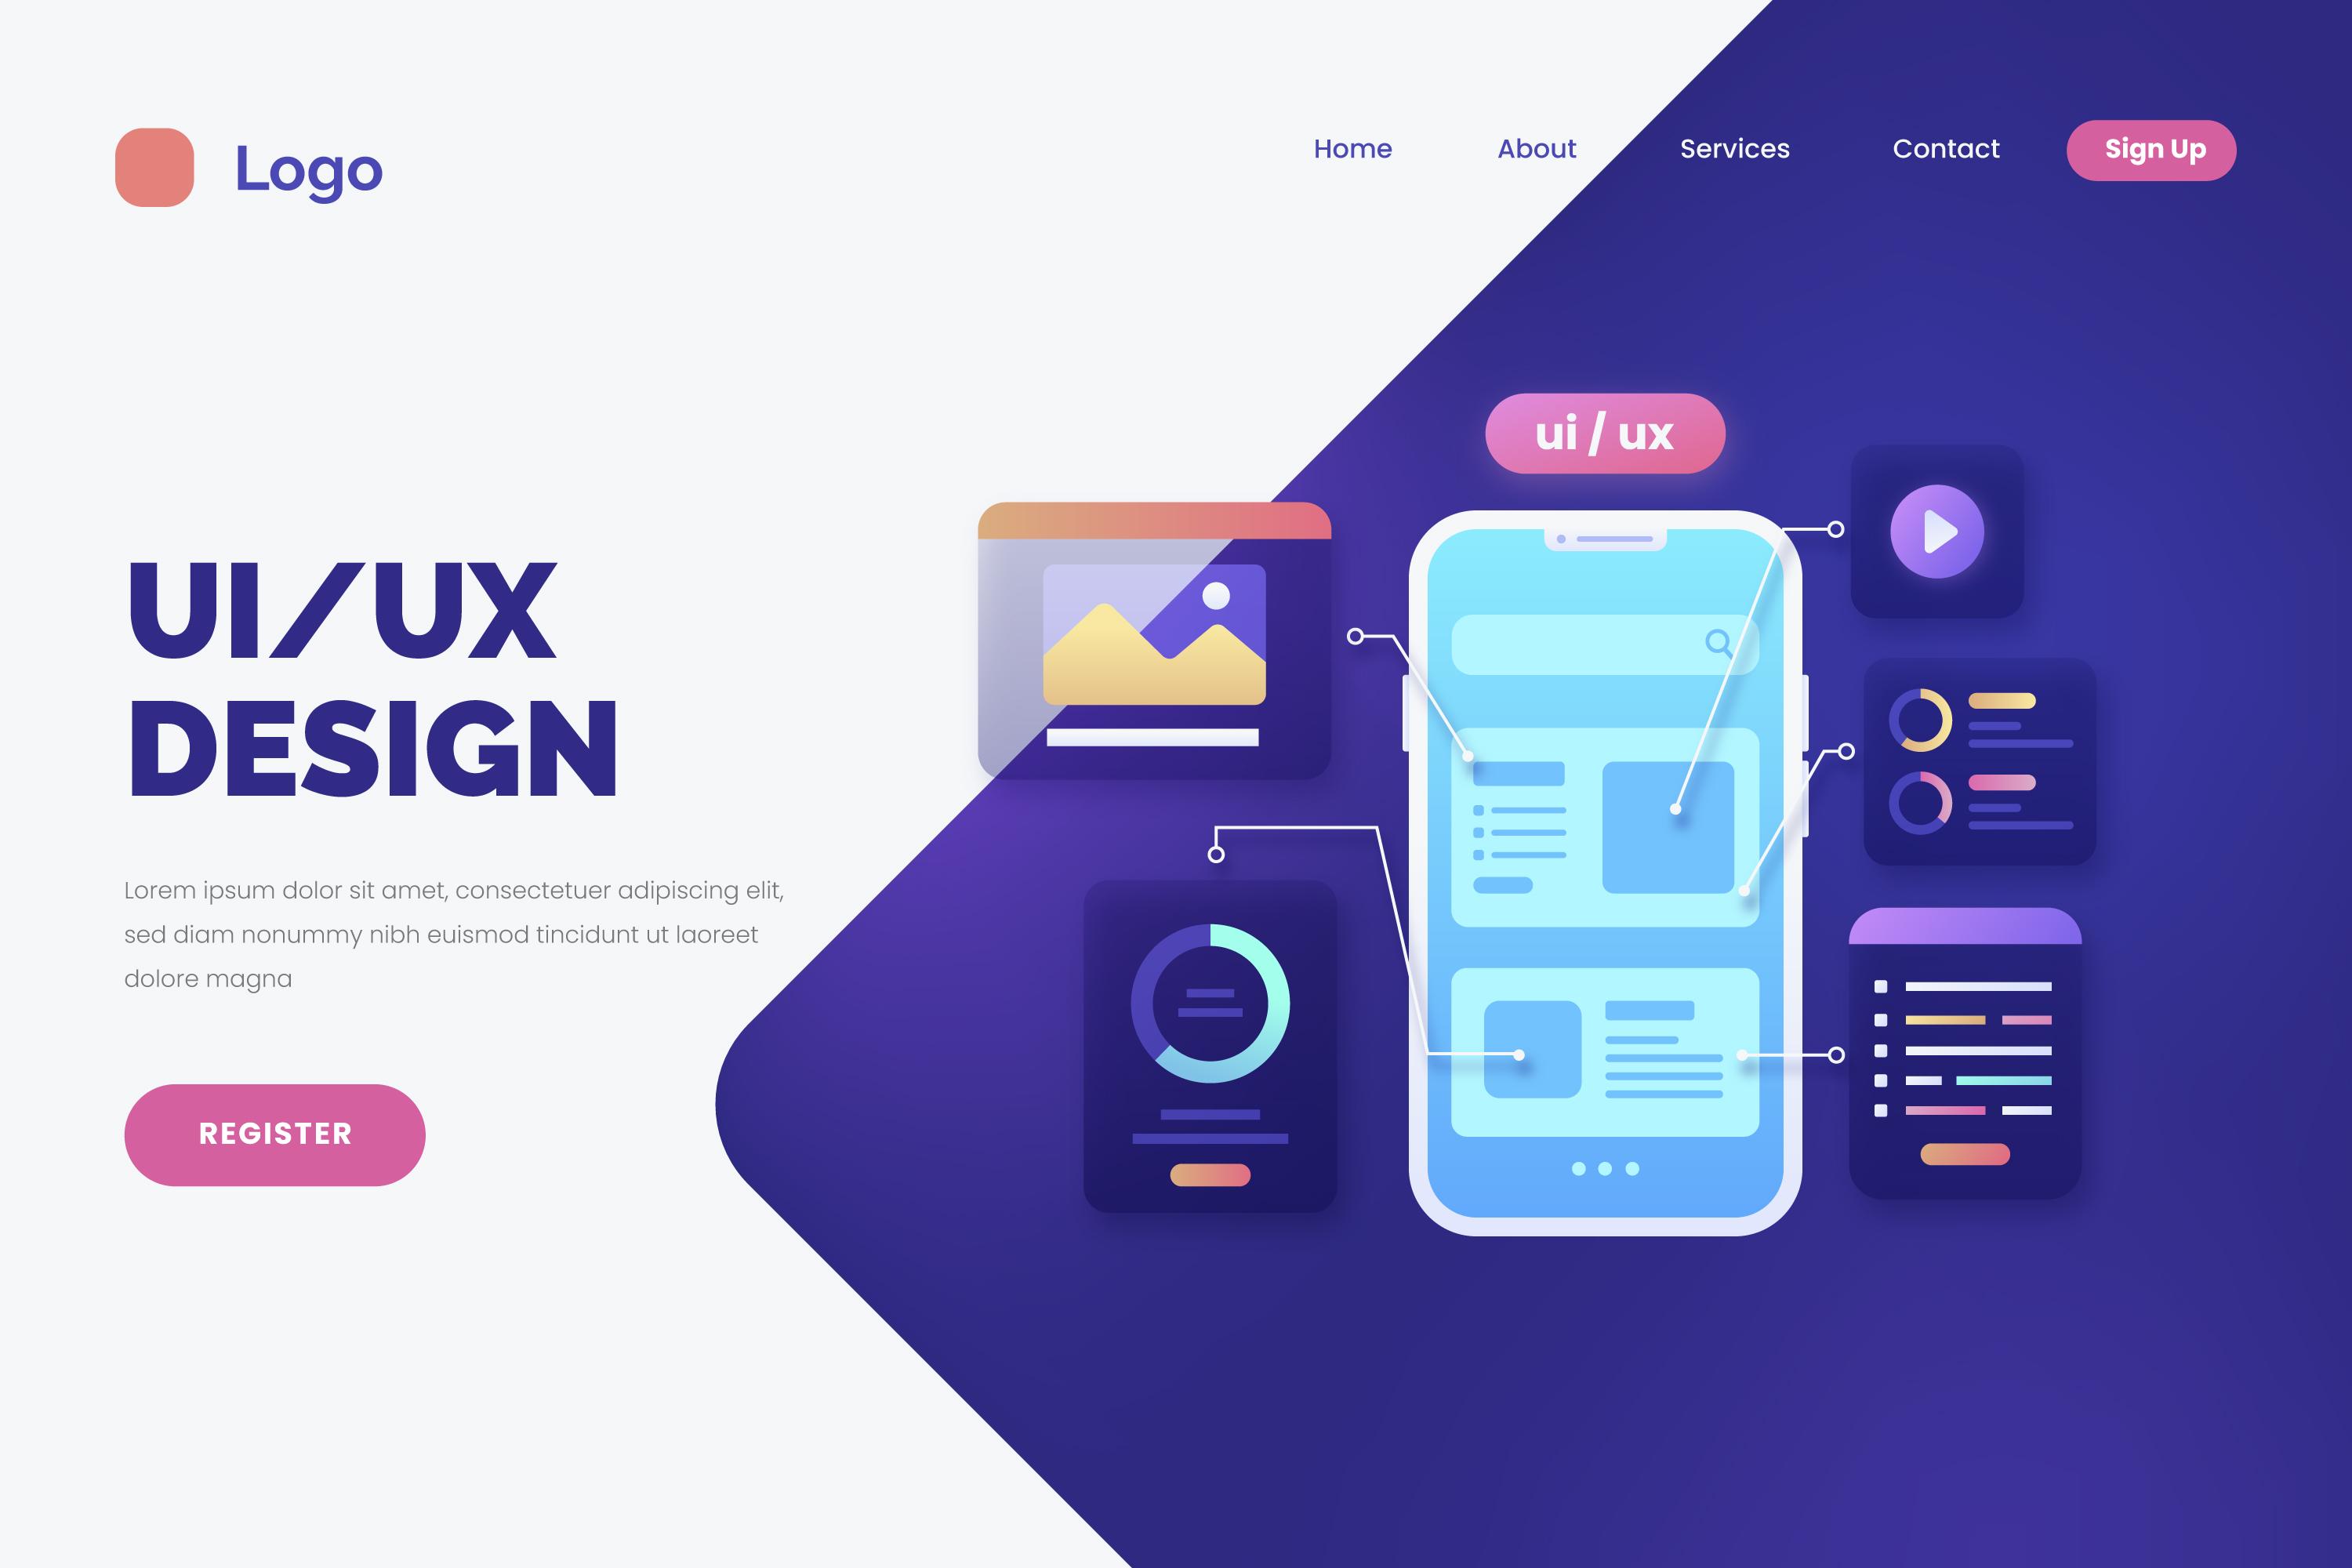 Logo
Home
About
Services
Contact
Sign Up
ui / ux
UI/UX
DESIGN
Lorem ipsum dolor sit amet, consectetuer adipiscing elit,
sed diam nonummy nibh euismod tincidunt ut laoreet
dolore magna
REGISTER